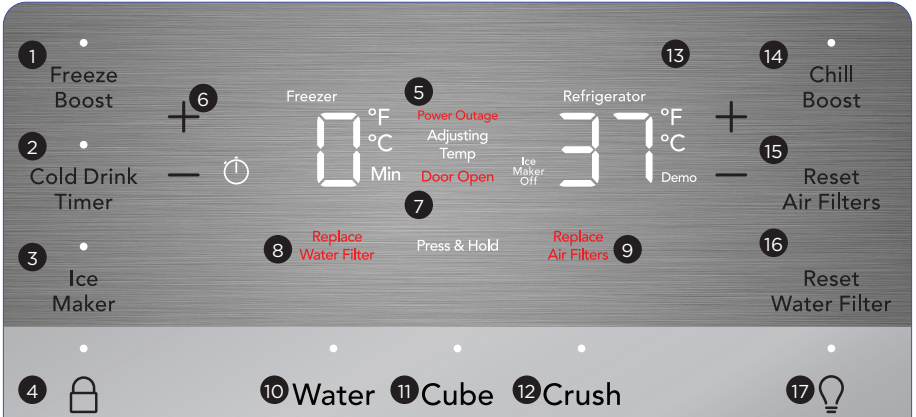 1
Freeze
Boost
2
Cold Drink
Timer
3
Ice
Maker
4
6
+
−
Freezer
0
°F
°C
Min
5
Power Outage
Adjusting
Temp
Door Open
7
Ice
Maker
Off
Refrigerator
37
°F
°C
Demo
8
Replace
Water Filter
Press & Hold
Replace
Air Filters
9
13
+
−
14
Chill
Boost
15
Reset
Air Filters
16
Reset
Water Filter
10 Water
11 Cube
12 Crush
17